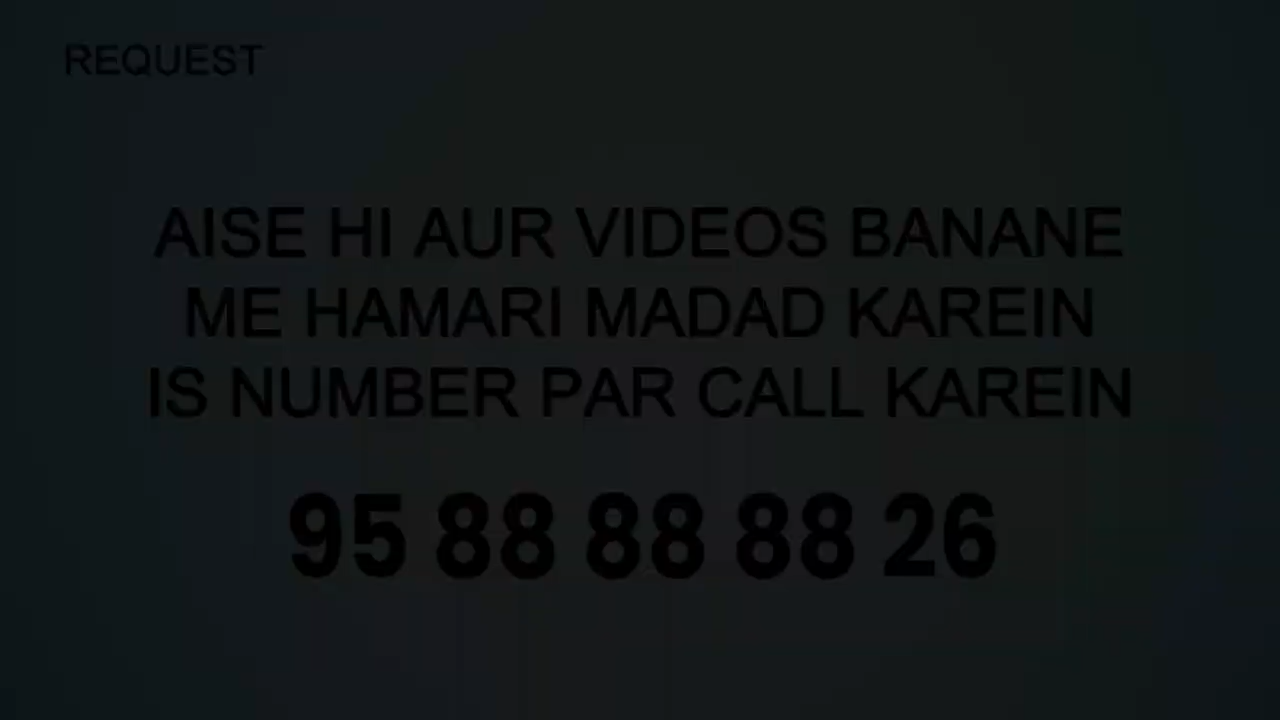 REQUEST
AISE HI AUR VIDEOS BANANE
ME HAMARI MADAD KAREIN
IS NUMBER PAR CALL KAREIN
95 88 88 88 26